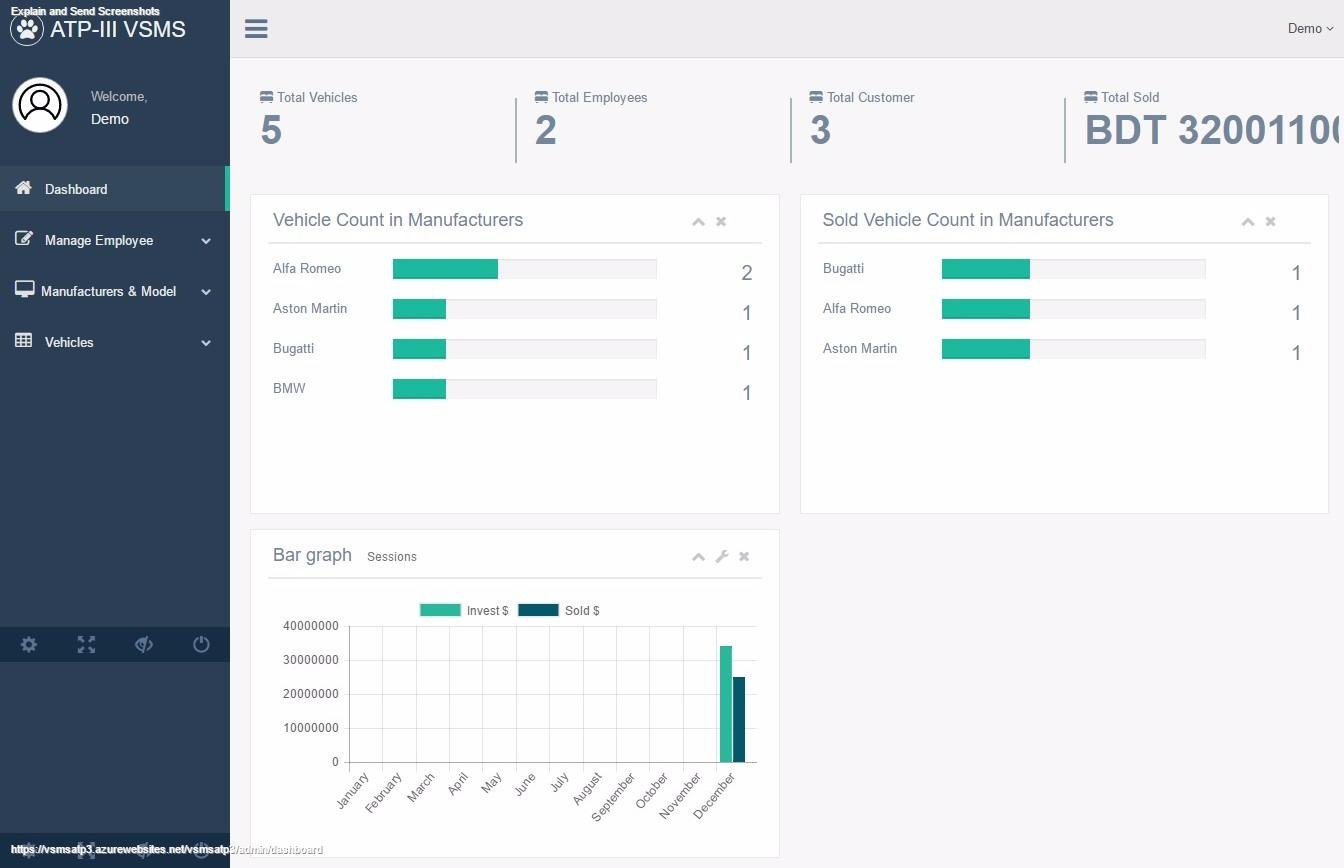 Explain and Send Screenshots
ATP-III VSMS
Demo
Welcome,
Demo
Dashboard
Manage Employee
Manufacturers & Model
Vehicles
Total Vehicles
5
Total Employees
2
Total Customer
3
Total Sold
BDT 3200110
Vehicle Count in Manufacturers
Alfa Romeo 2
Aston Martin 1
Bugatti 1
BMW 1
Sold Vehicle Count in Manufacturers
Bugatti 1
Alfa Romeo 1
Aston Martin 1
Bar graph Sessions
Invest $ Sold $
40000000
30000000
20000000
10000000
0
January February March April May June July August September October November December
https://vsmsatp3.azurewebsites.net/vsmsatp3/admin/dashboard